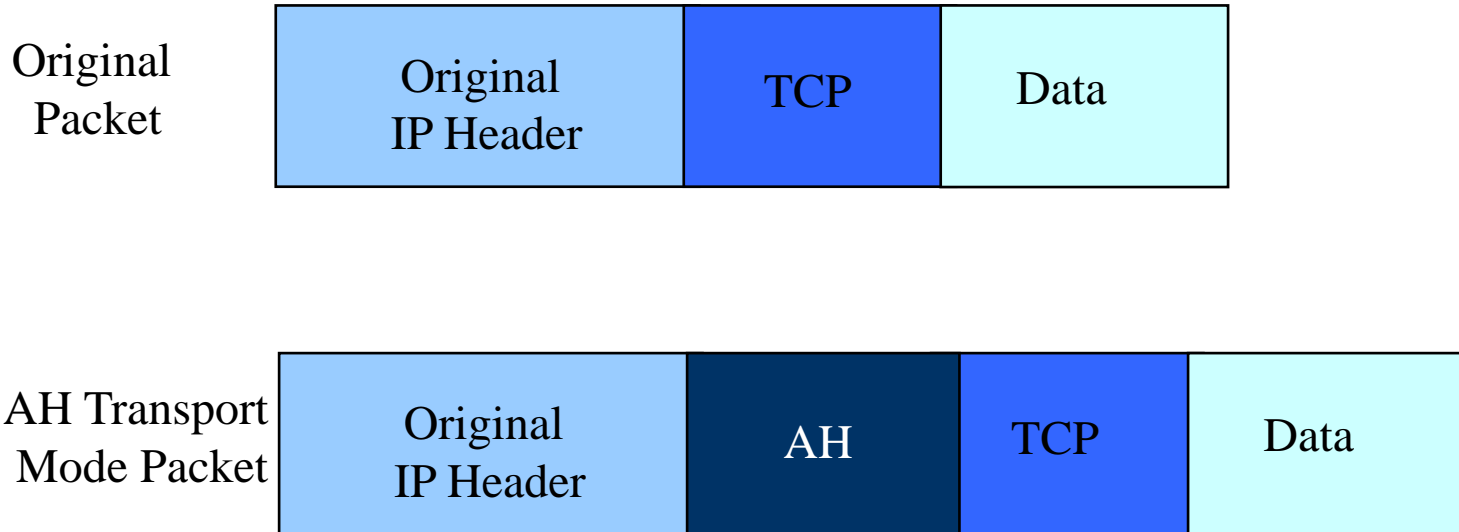 Original
Packet
Original
IP Header
TCP
Data
AH Transport
Mode Packet
Original
IP Header
AH
TCP
Data